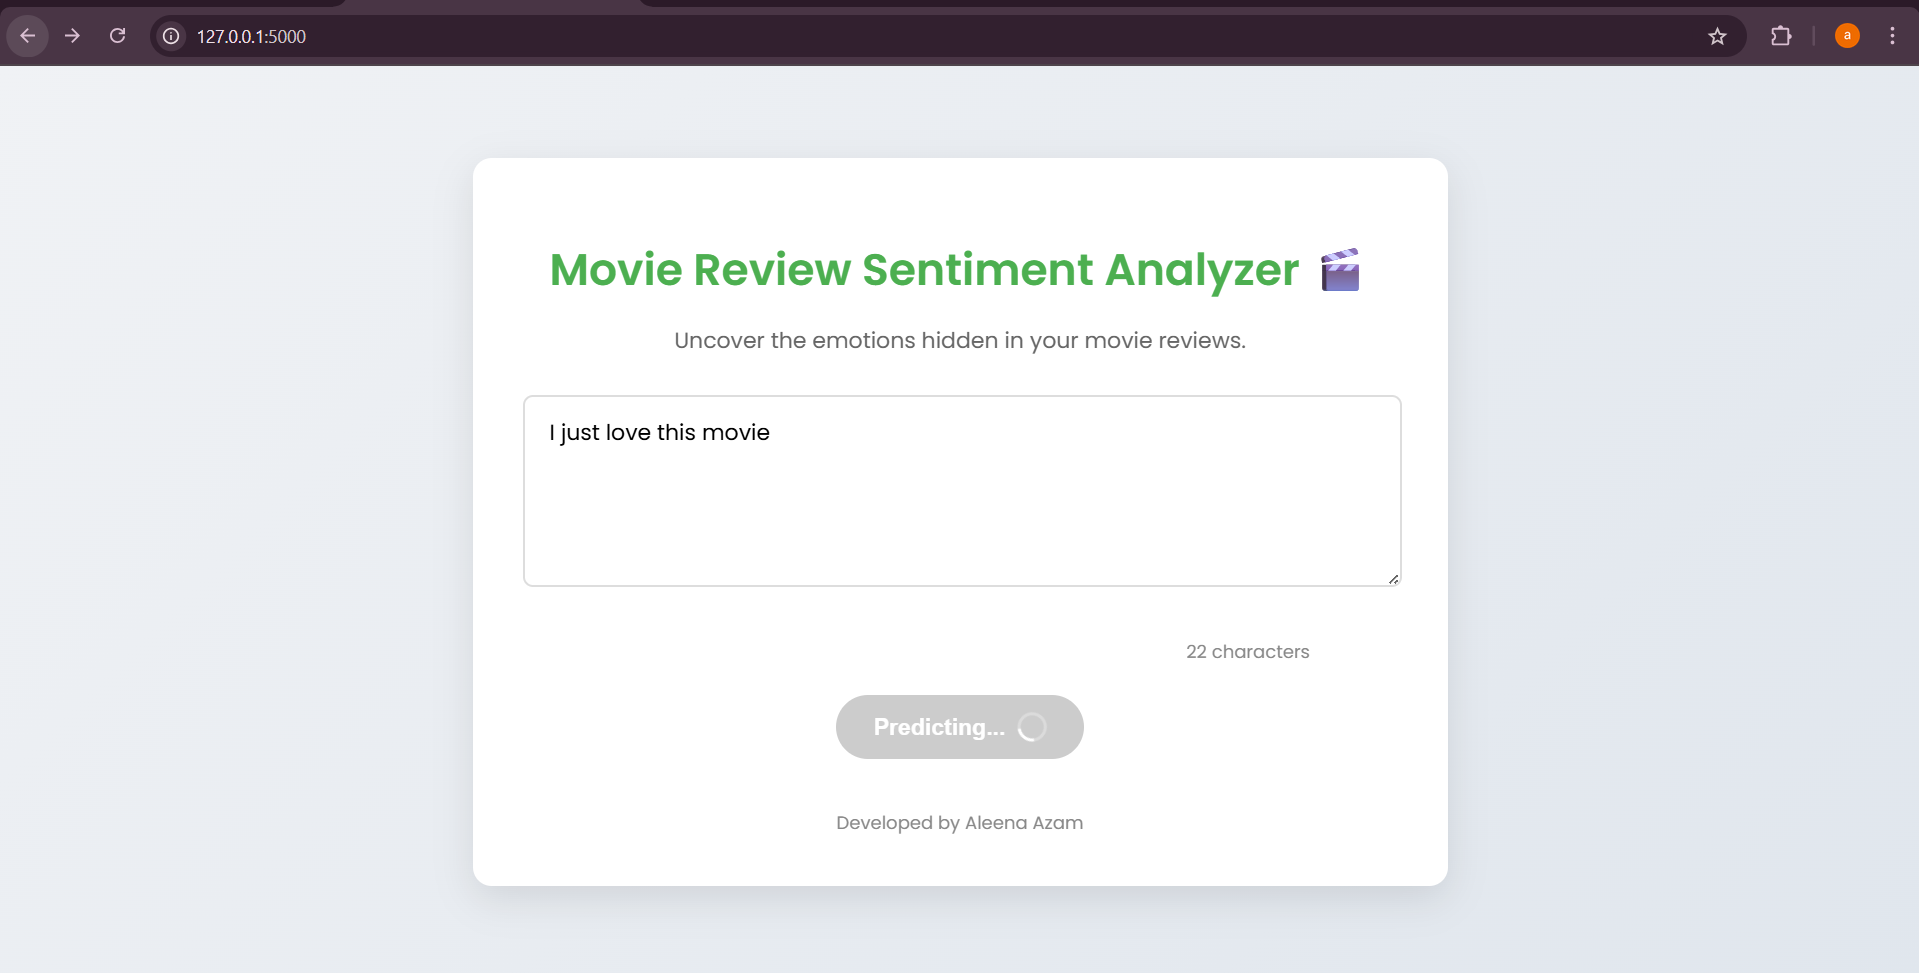 127.0.0.1:5000
a
Movie Review Sentiment Analyzer 🎬
Uncover the emotions hidden in your movie reviews.
I just love this movie
22 characters
Predicting...
Developed by Aleena Azam